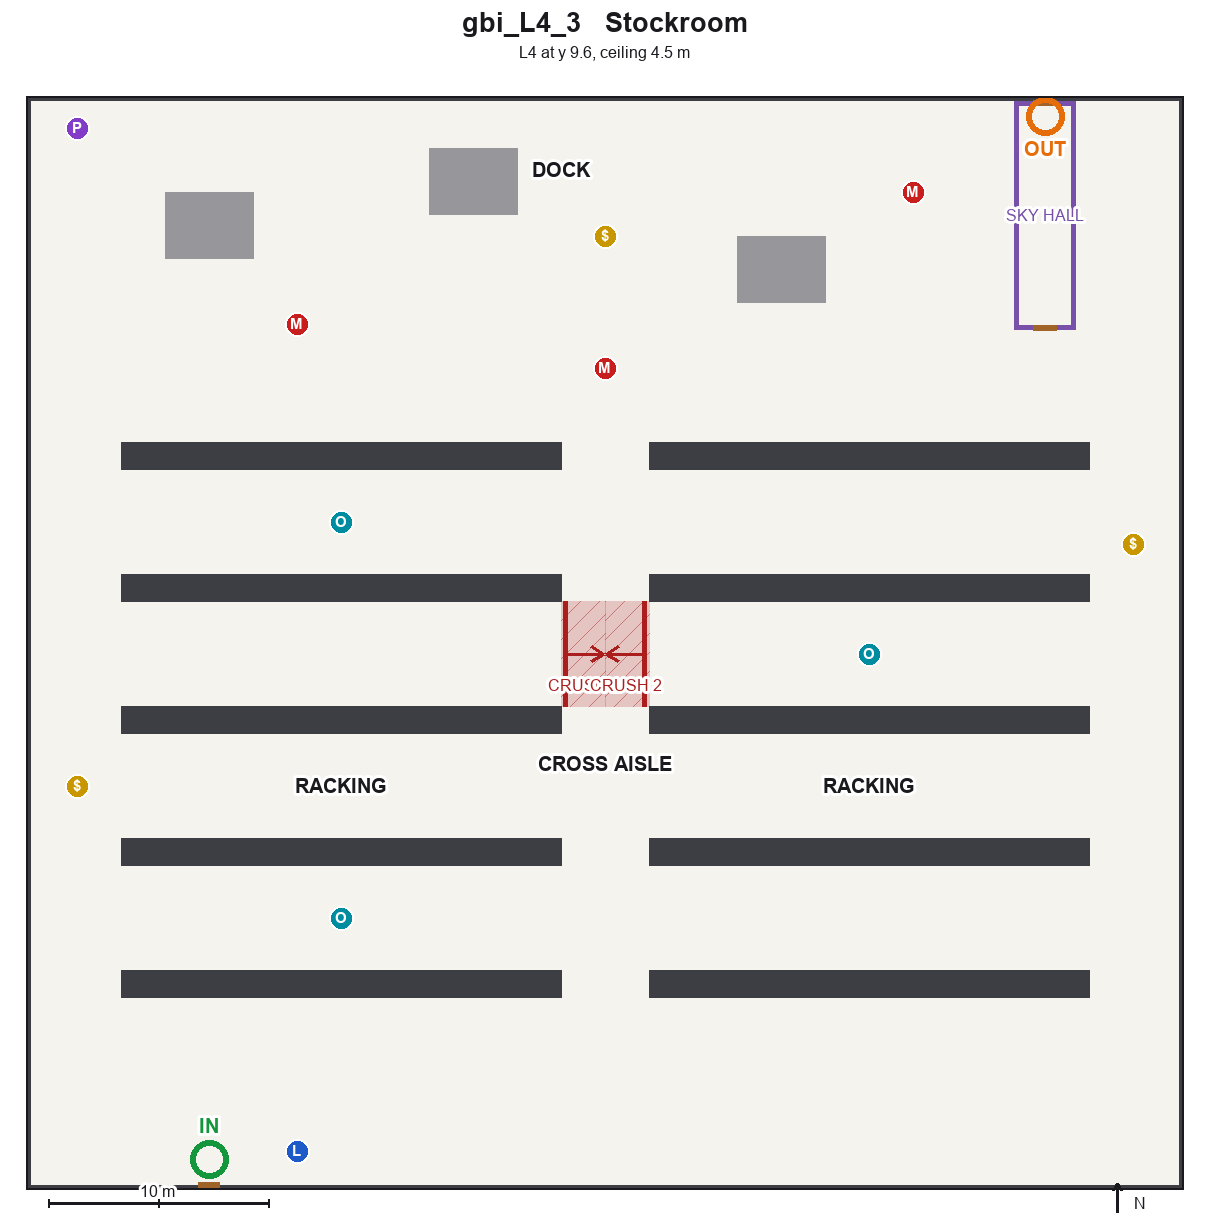 gbi_L4_3 Stockroom
L4 at y 9.6, ceiling 4.5 m
P
OUT
DOCK
M
SKY HALL
$
M
M
O
$
O
CRUSH 2
CROSS AISLE
$
RACKING
RACKING
O
IN
L
10 m
N